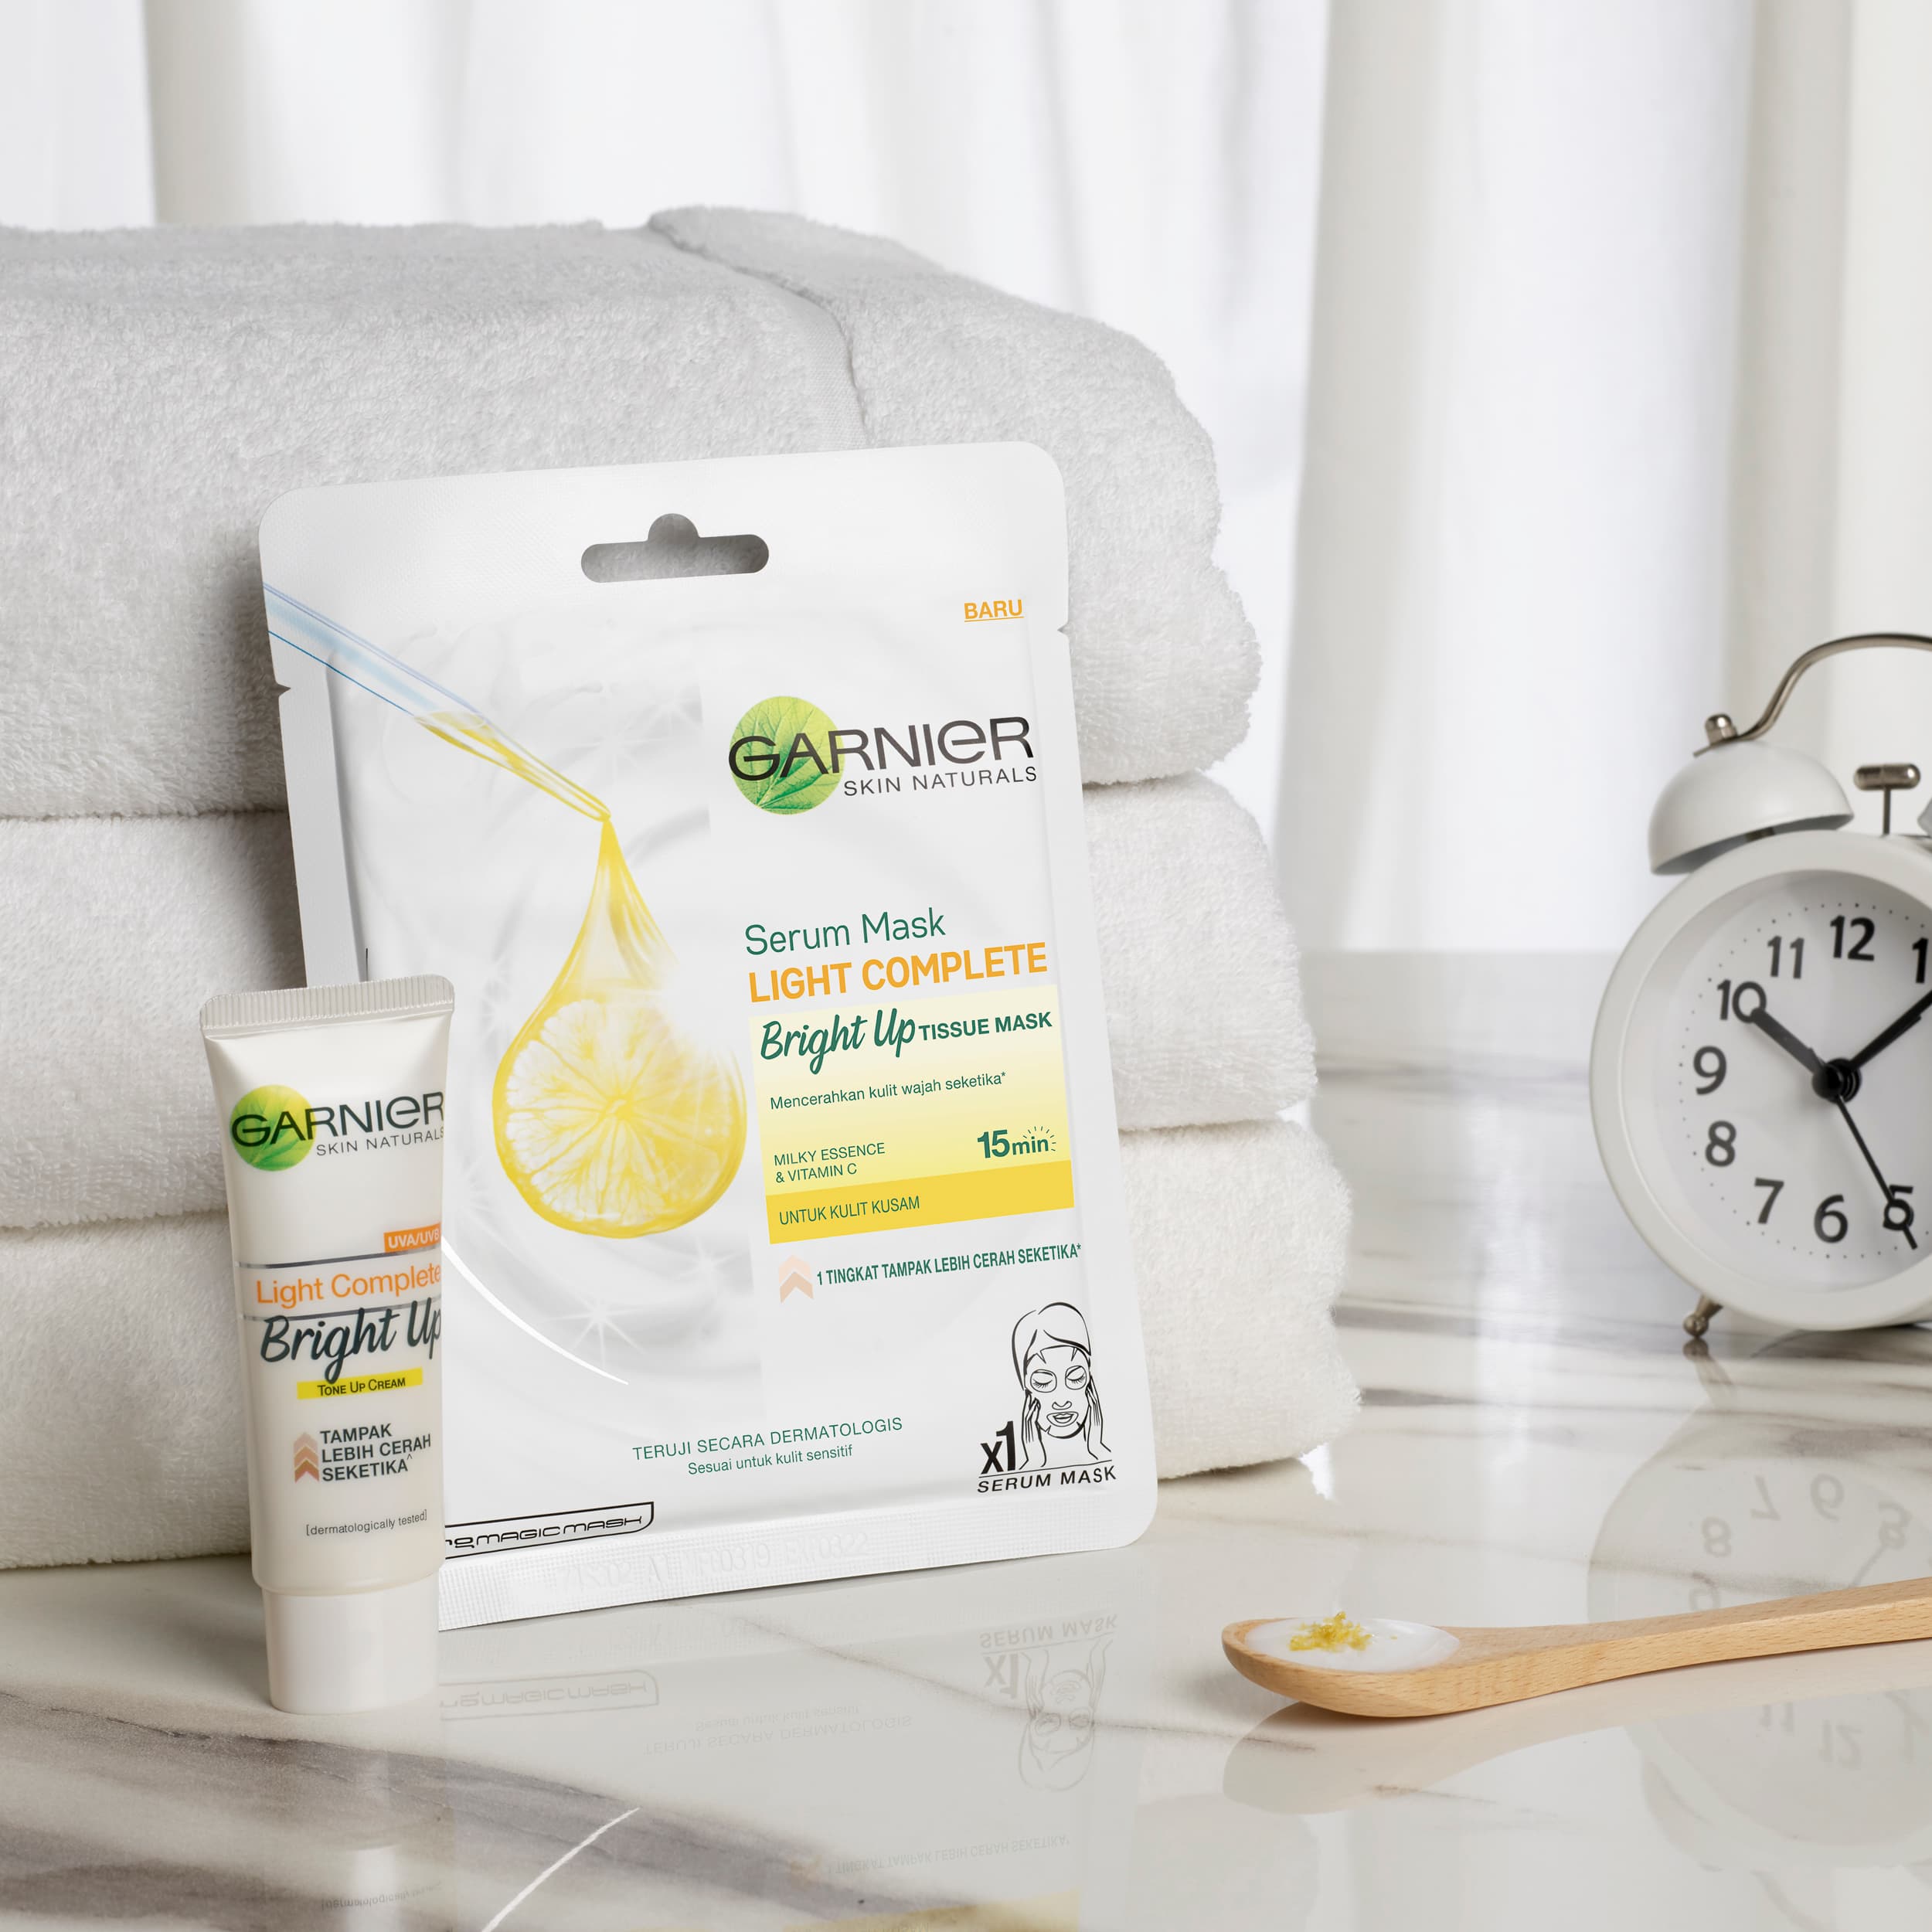 BARU
GARNIER
SKIN NATURALS
Serum Mask
LIGHT COMPLETE
Bright Up TISSUE MASK
Mencerahkan kulit wajah seketika*
MILKY ESSENCE
& VITAMIN C
15min
UNTUK KULIT KUSAM
1 TINGKAT TAMPAK LEBIH CERAH SEKETIKA*
TERUJI SECARA DERMATOLOGIS
Sesuai untuk kulit sensitif
x1
SERUM MASK
MAGIC MASK
GARNIER
SKIN NATURALS
UVA/UVB
Light Complete
Bright Up
TONE UP CREAM
TAMPAK
LEBIH CERAH
SEKETIKA^
[dermatologically tested]
12
11
10
9
8
7
6
5
1